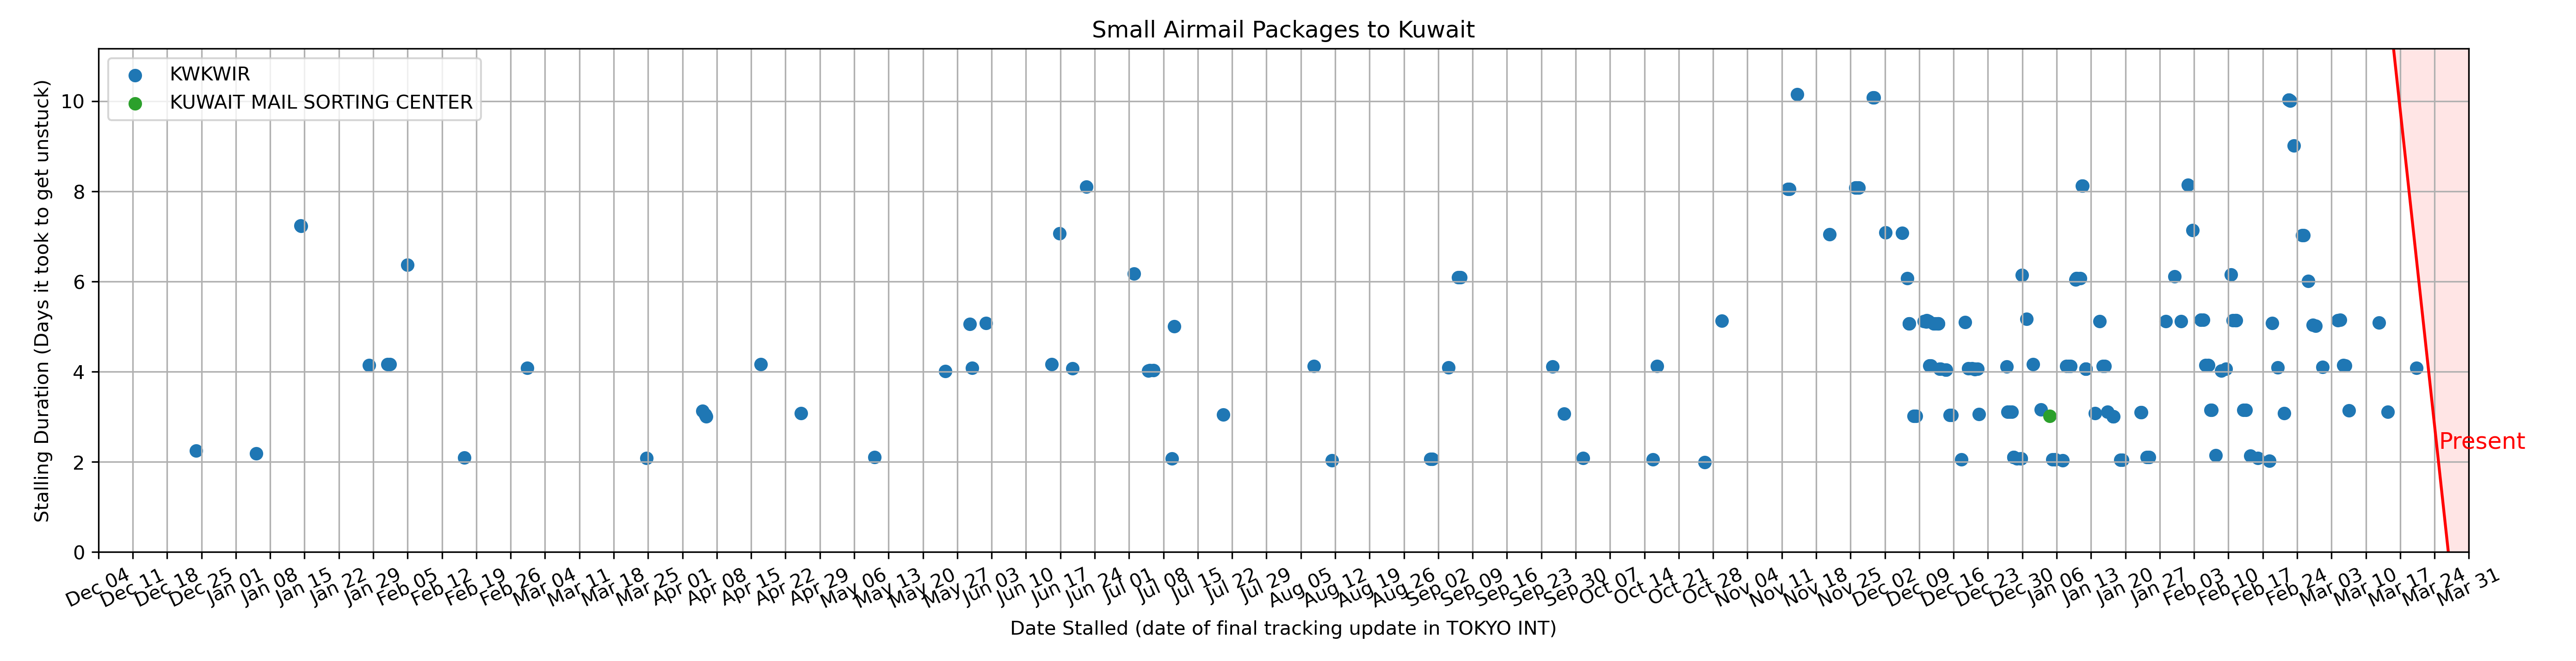 Small Airmail Packages to Kuwait
KWKWIR
KUWAIT MAIL SORTING CENTER
Stalling Duration (Days it took to get unstuck)
10
8
6
4
2
0
Present
Dec 04
Dec 11
Dec 18
Dec 25
Jan 01
Jan 08
Jan 15
Jan 22
Jan 29
Feb 05
Feb 12
Feb 19
Feb 26
Mar 04
Mar 11
Mar 18
Mar 25
Apr 01
Apr 08
Apr 15
Apr 22
Apr 29
May 06
May 13
May 20
May 27
Jun 03
Jun 10
Jun 17
Jun 24
Jul 01
Jul 08
Jul 15
Jul 22
Jul 29
Aug 05
Aug 12
Aug 19
Aug 26
Sep 02
Sep 09
Sep 16
Sep 23
Sep 30
Oct 07
Oct 14
Oct 21
Oct 28
Nov 04
Nov 11
Nov 18
Nov 25
Dec 02
Dec 09
Dec 16
Dec 23
Dec 30
Jan 06
Jan 13
Jan 20
Jan 27
Feb 03
Feb 10
Feb 17
Feb 24
Mar 03
Mar 10
Mar 17
Mar 24
Mar 31
Date Stalled (date of final tracking update in TOKYO INT)